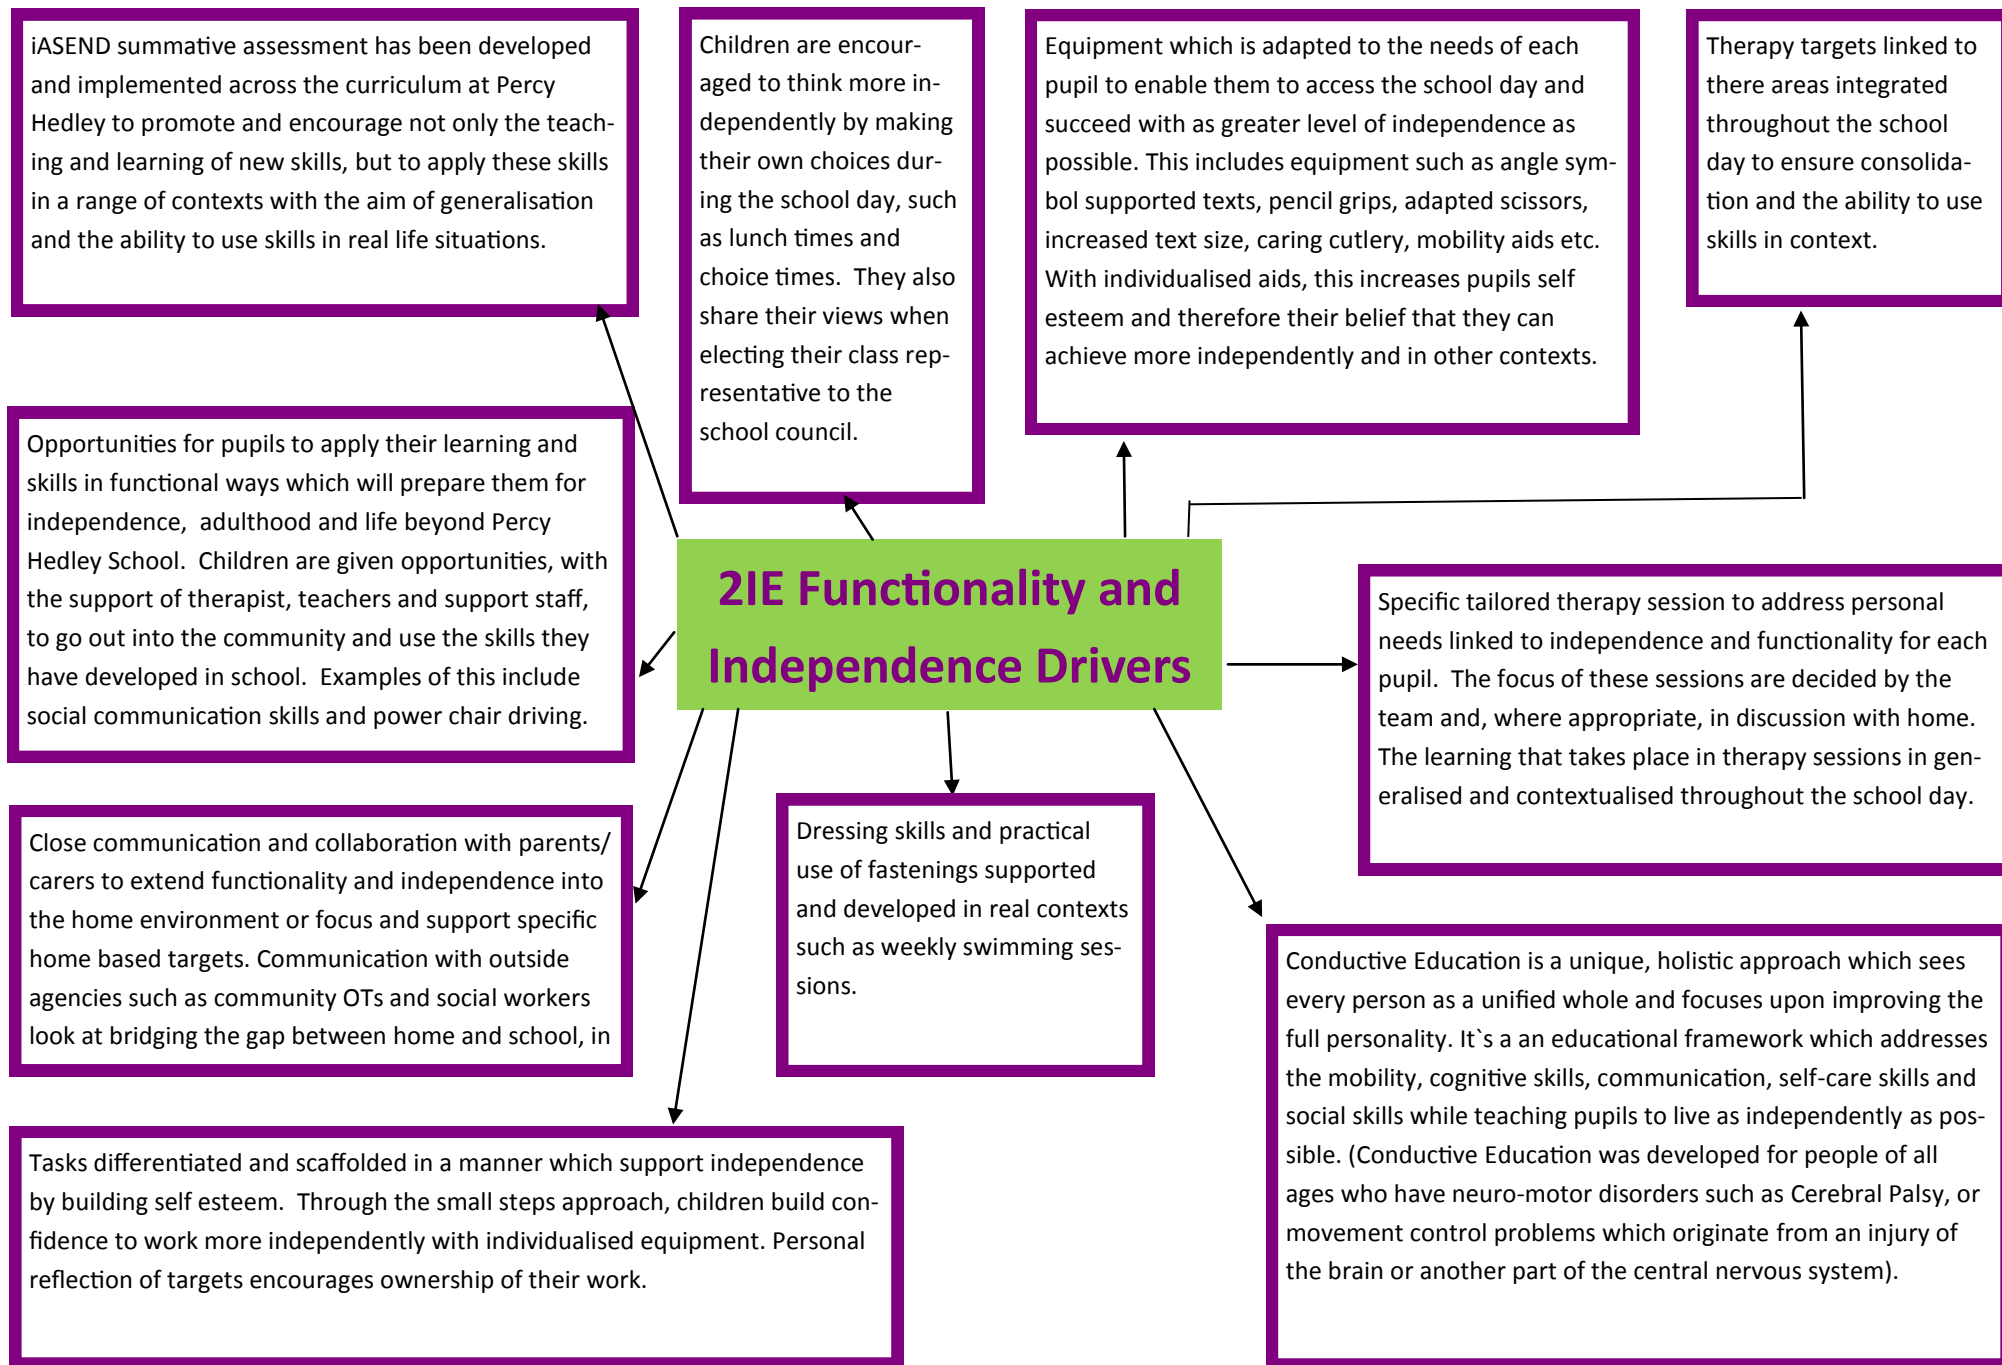 iASEND summative assessment has been developed
and implemented across the curriculum at Percy
Hedley to promote and encourage not only the teach-
ing and learning of new skills, but to apply these skills
in a range of contexts with the aim of generalisation
and the ability to use skills in real life situations.
Children are encour-
aged to think more in-
dependently by making
their own choices dur-
ing the school day, such
as lunch times and
choice times.  They also
share their views when
electing their class rep-
resentative to the
school council.
Equipment which is adapted to the needs of each
pupil to enable them to access the school day and
succeed with as greater level of independence as
possible. This includes equipment such as angle sym-
bol supported texts, pencil grips, adapted scissors,
increased text size, caring cutlery, mobility aids etc.
With individualised aids, this increases pupils self
esteem and therefore their belief that they can
achieve more independently and in other contexts.
Therapy targets linked to
there areas integrated
throughout the school
day to ensure consolida-
tion and the ability to use
skills in context.
Opportunities for pupils to apply their learning and
skills in functional ways which will prepare them for
independence,  adulthood and life beyond Percy
Hedley School.  Children are given opportunities, with
the support of therapist, teachers and support staff,
to go out into the community and use the skills they
have developed in school.  Examples of this include
social communication skills and power chair driving.
2IE Functionality and
Independence Drivers
Specific tailored therapy session to address personal
needs linked to independence and functionality for each
pupil.  The focus of these sessions are decided by the
team and, where appropriate, in discussion with home.
The learning that takes place in therapy sessions in gen-
eralised and contextualised throughout the school day.
Close communication and collaboration with parents/
carers to extend functionality and independence into
the home environment or focus and support specific
home based targets. Communication with outside
agencies such as community OTs and social workers
look at bridging the gap between home and school, in
Dressing skills and practical
use of fastenings supported
and developed in real contexts
such as weekly swimming ses-
sions.
Conductive Education is a unique, holistic approach which sees
every person as a unified whole and focuses upon improving the
full personality. It`s a an educational framework which addresses
the mobility, cognitive skills, communication, self-care skills and
social skills while teaching pupils to live as independently as pos-
sible. (Conductive Education was developed for people of all
ages who have neuro-motor disorders such as Cerebral Palsy, or
movement control problems which originate from an injury of
the brain or another part of the central nervous system).
Tasks differentiated and scaffolded in a manner which support independence
by building self esteem.  Through the small steps approach, children build con-
fidence to work more independently with individualised equipment. Personal
reflection of targets encourages ownership of their work.